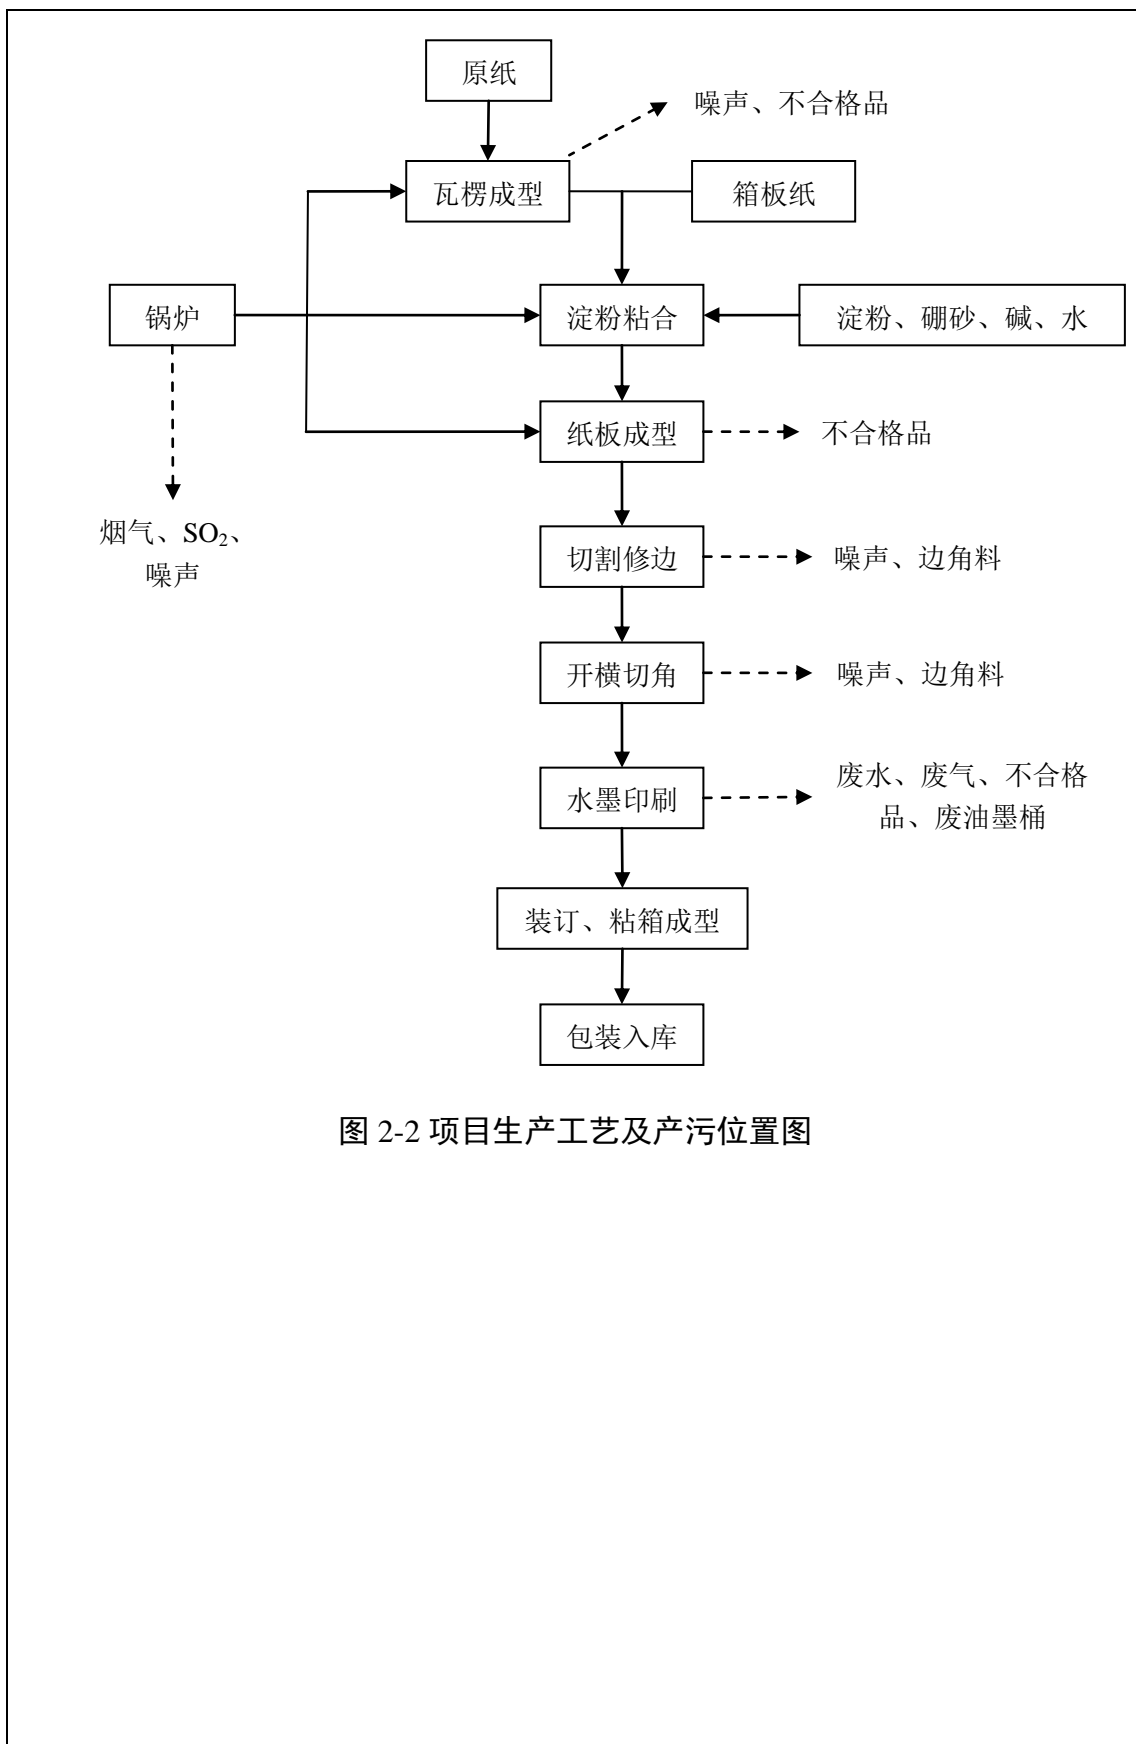 原纸
噪声、不合格品
瓦楞成型
箱板纸
锅炉
淀粉粘合
淀粉、硼砂、碱、水
纸板成型
不合格品
烟气、SO₂、
噪声
切割修边
噪声、边角料
开横切角
噪声、边角料
水墨印刷
废水、废气、不合格
品、废油墨桶
装订、粘箱成型
包装入库
图 2-2 项目生产工艺及产污位置图